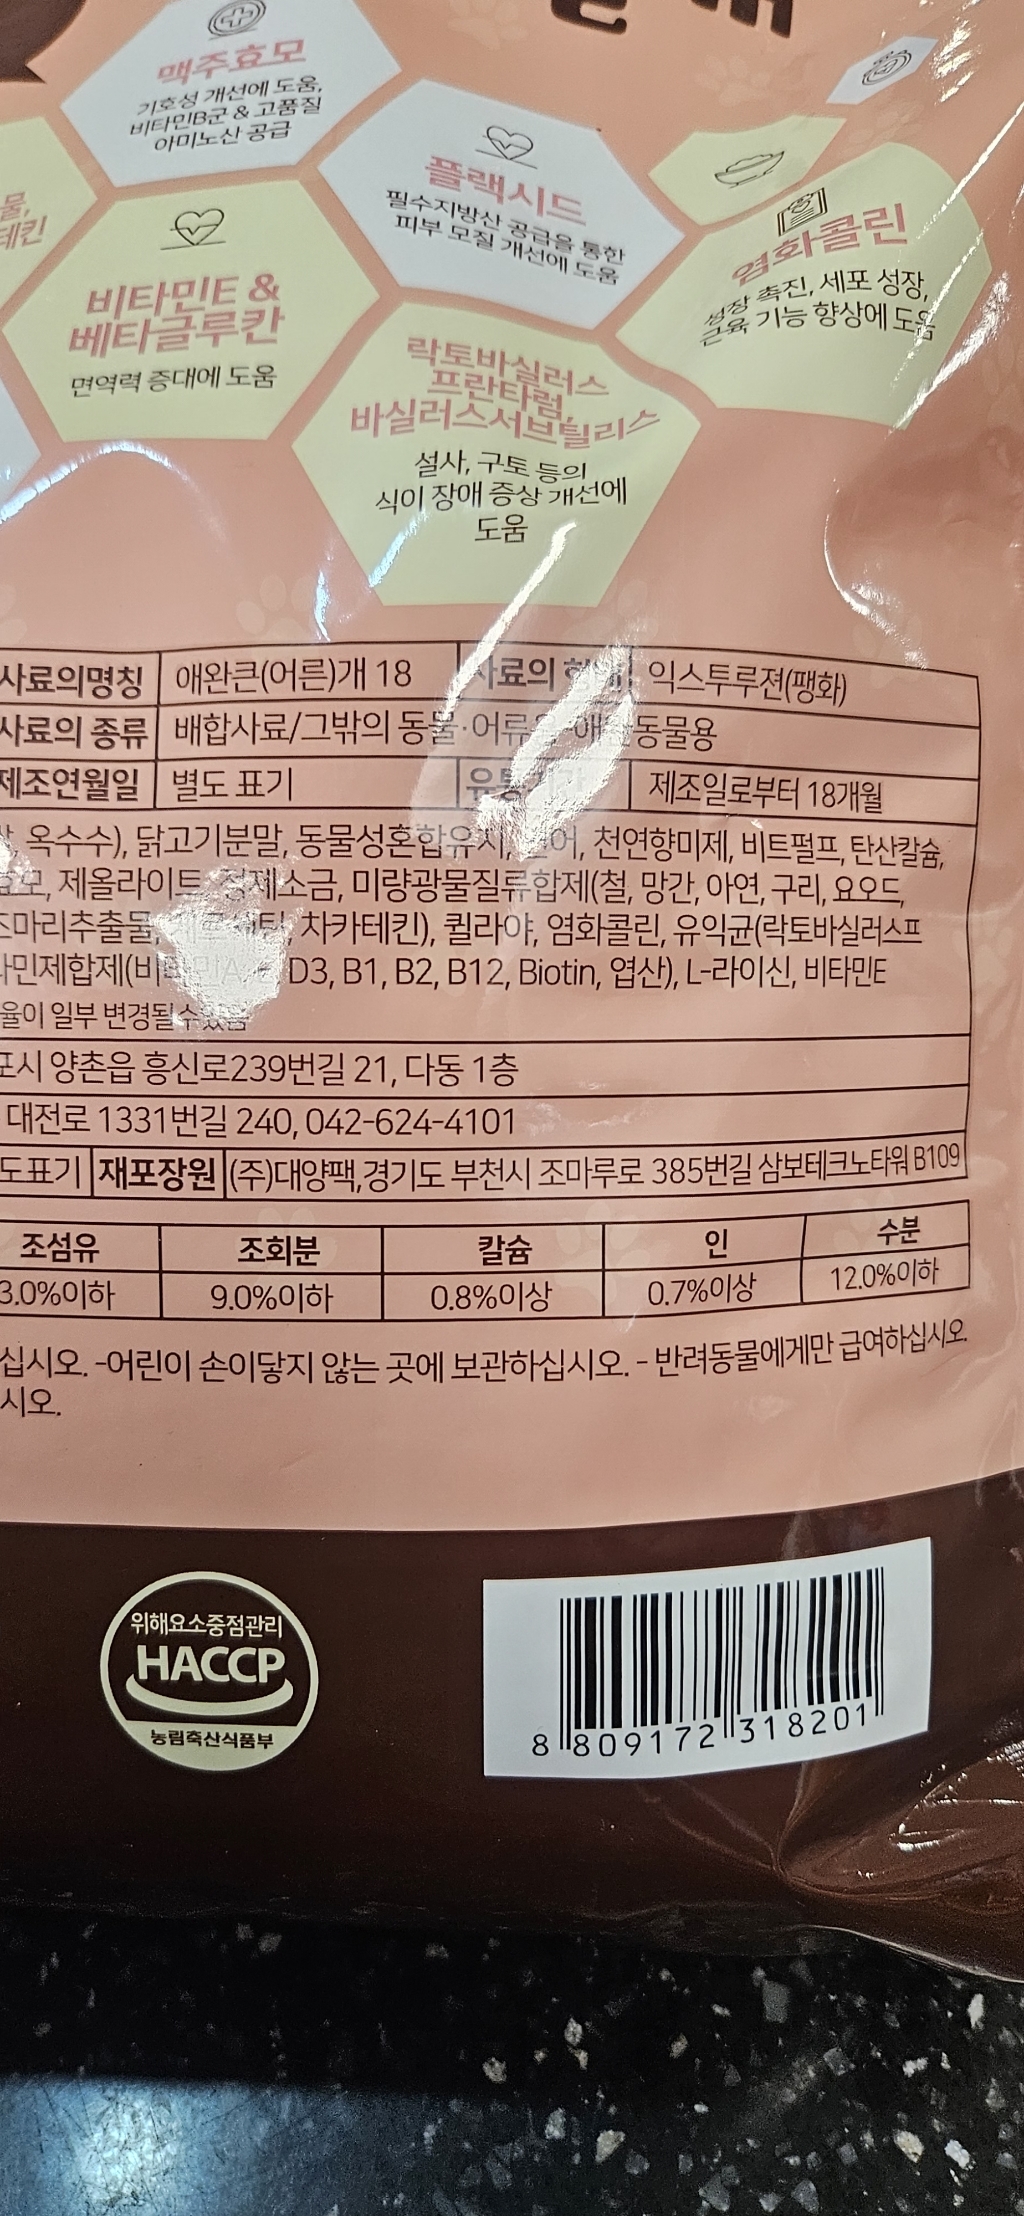 맥주효모
기호성 개선에 도움,
비타민B군 & 고품질
아미노산 공급
플랙시드
필수지방산 공급을 통한
피부 모질 개선에 도움
염화콜린
성장 촉진, 세포 성장,
근육 기능 향상에 도움
물,
테킨
비타민E &
베타글루칸
면역력 증대에 도움
락토바실러스
프란타럼,
바실러스서브틸리스
설사, 구토 등의
식이 장애 증상 개선에
도움
사료의명칭 애완큰(어른)개 18 사료의 익스투루젼(팽화)
사료의 종류 배합사료/그밖의 동물·어류용 동물용
제조연월일 별도 표기 제조일로부터 18개월
옥수수), 닭고기분말, 동물성혼합유지, 천연향미제, 비트펄프, 탄산칼슘,
효모, 제올라이트, 정제소금, 미량광물질류합제(철, 망간, 아연, 구리, 요오드,
즈마리추출물, 차카테킨), 퀼라야, 염화콜린, 유익균(락토바실러스프
타민제합제( D3, B1, B2, B12, Biotin, 엽산), L-라이신, 비타민E
율이 일부 변경될수있음
포시 양촌읍 흥신로239번길 21, 다동 1층
대전로 1331번길 240, 042-624-4101
도표기 재포장원 (주)대양팩,경기도 부천시 조마루로 385번길 삼보테크노타워 B109
조섬유 조회분 칼슘 인 수분
3.0%이하 9.0%이하 0.8%이상 0.7%이상 12.0%이하
십시오. -어린이 손이닿지 않는 곳에 보관하십시오. - 반려동물에게만 급여하십시오.
시오.
위해요소중점관리
HACCP
농림축산식품부
8 809172 318201